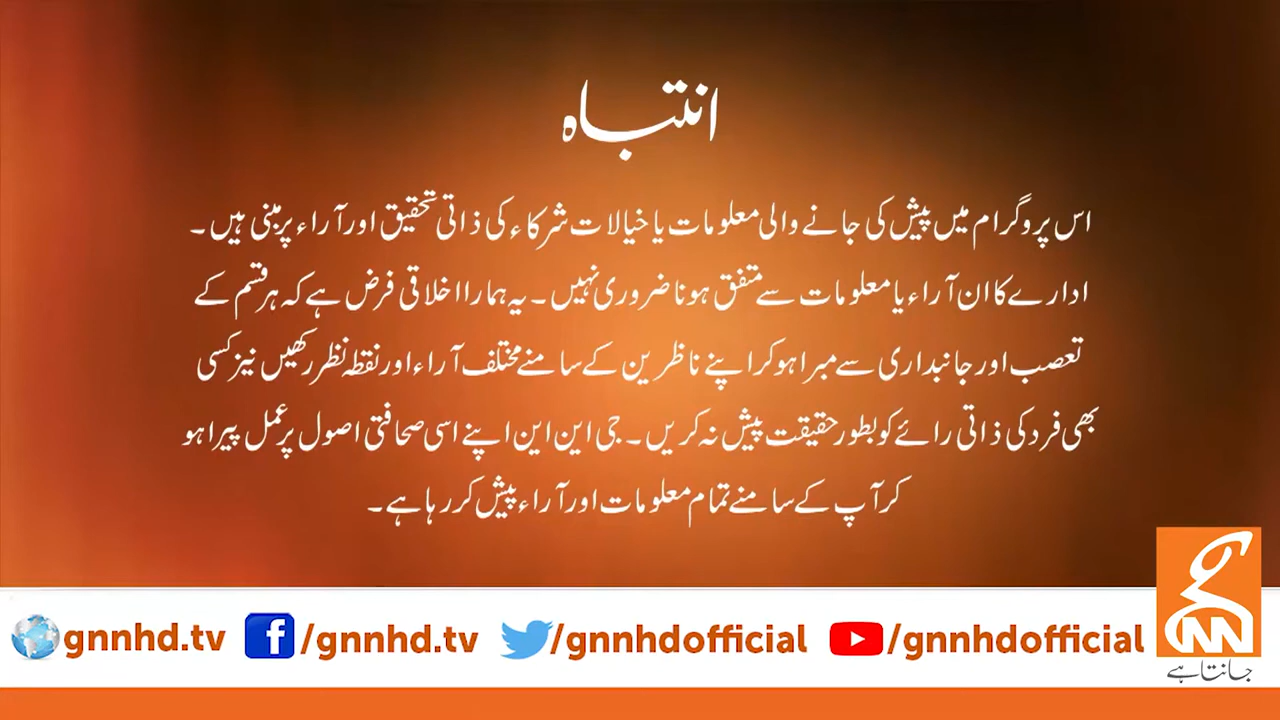 انتباہ
اس پروگرام میں پیش کی جانے والی معلومات یا خیالات شرکاء کی ذاتی تحقیق اور آراء پر مبنی ہیں۔
ادارے کا ان آراء یا معلومات سے متفق ہونا ضروری نہیں۔ یہ ہمارا اخلاقی فرض ہے کہ ہر قسم کے
تعصب اور جانبداری سے مبرا ہو کر اپنے ناظرین کے سامنے مختلف آراء اور نقطہ نظر رکھیں نیز کسی
بھی فرد کی ذاتی رائے کو بطور حقیقت پیش نہ کریں۔ جی این این اپنے اسی صحافتی اصول پر عمل پیرا ہو
کر آپ کے سامنے تمام معلومات اور آراء پیش کر رہا ہے۔
gnnhd.tv /gnnhd.tv /gnnhdofficial /gnnhdofficial
GNN
جانتا ہے